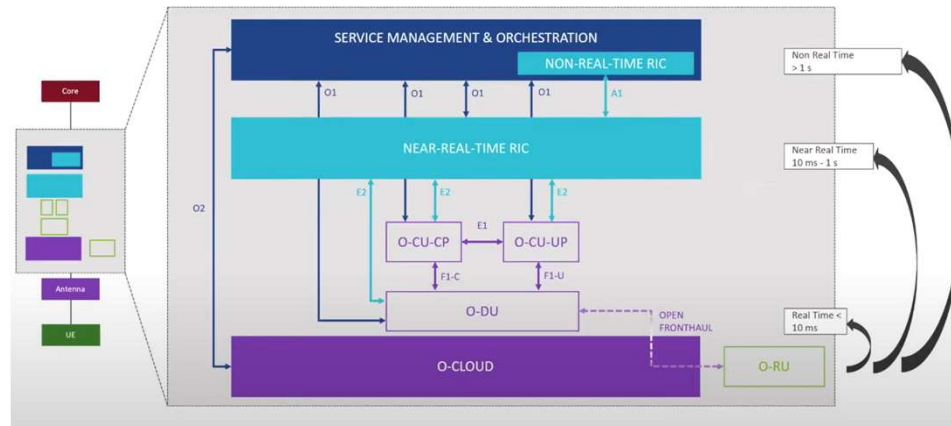 SERVICE MANAGEMENT & ORCHESTRATION
NON-REAL-TIME RIC
Non Real Time
> 1 s
Core
O1
O1
O1
O1
A1
NEAR-REAL-TIME RIC
Near Real Time
10 ms - 1 s
E2
E2
E2
O2
E1
O-CU-CP
O-CU-UP
F1-C
F1-U
Antenna
O-DU
OPEN
FRONTHAUL
Real Time <
10 ms
UE
O-CLOUD
O-RU